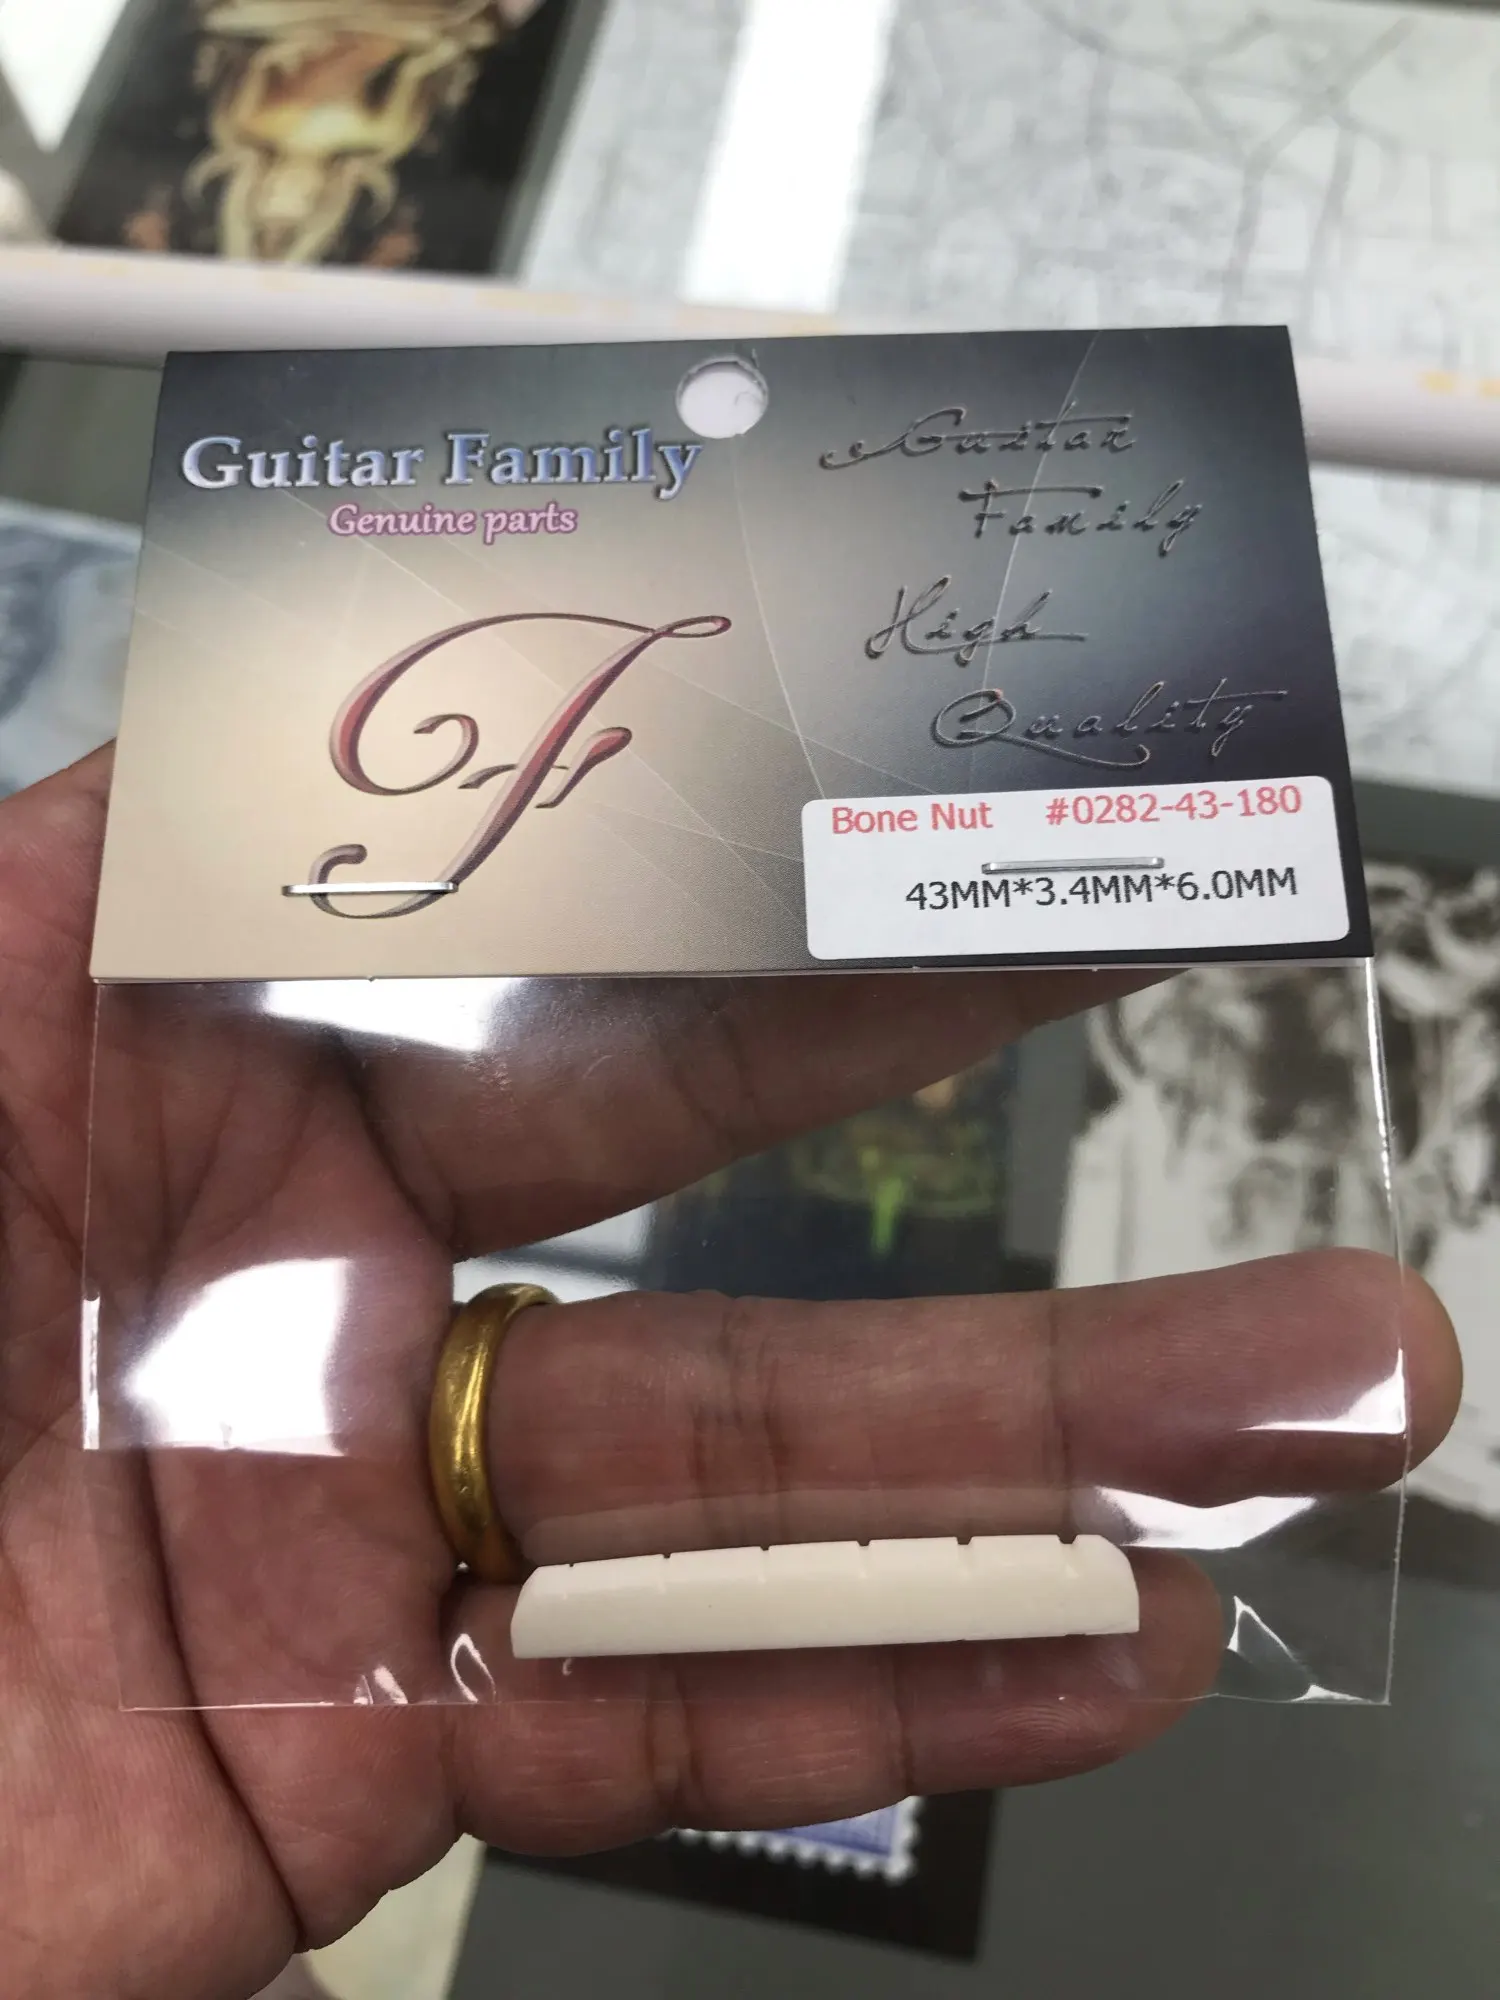 Guitar Family
Genuine parts
F
Guitar
Family
High
Quality
Bone Nut #0282-43-180
43MM*3.4MM*6.0MM